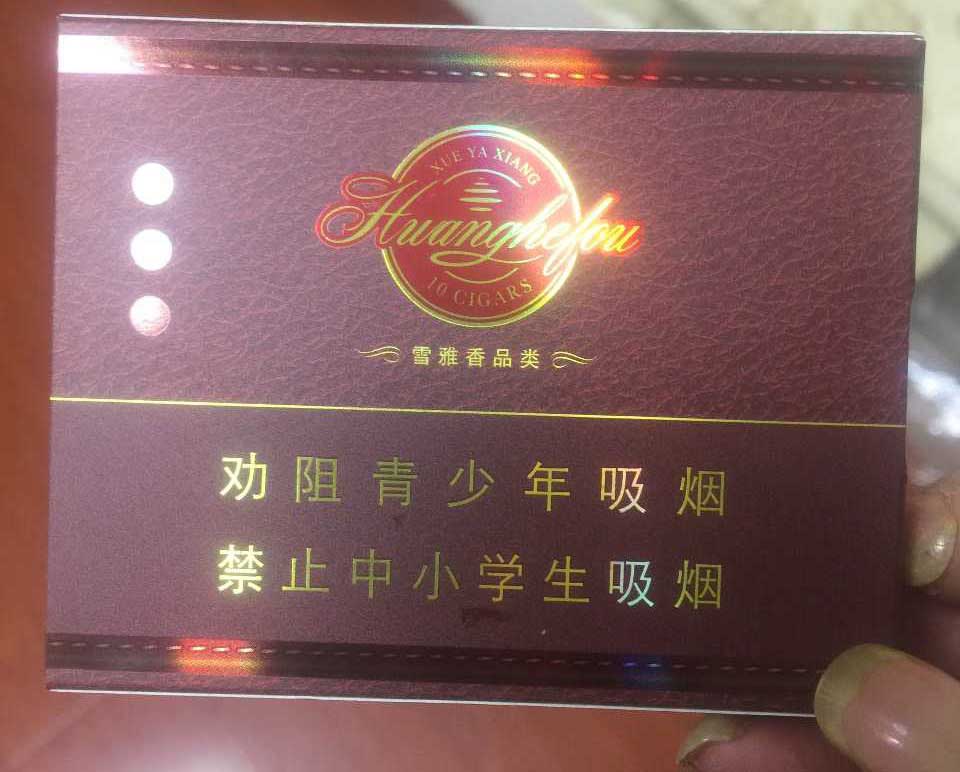 XUE YA XIANG
Huanghelou
10 CIGARS
雪雅香品类
劝阻青少年吸烟
禁止中小学生吸烟